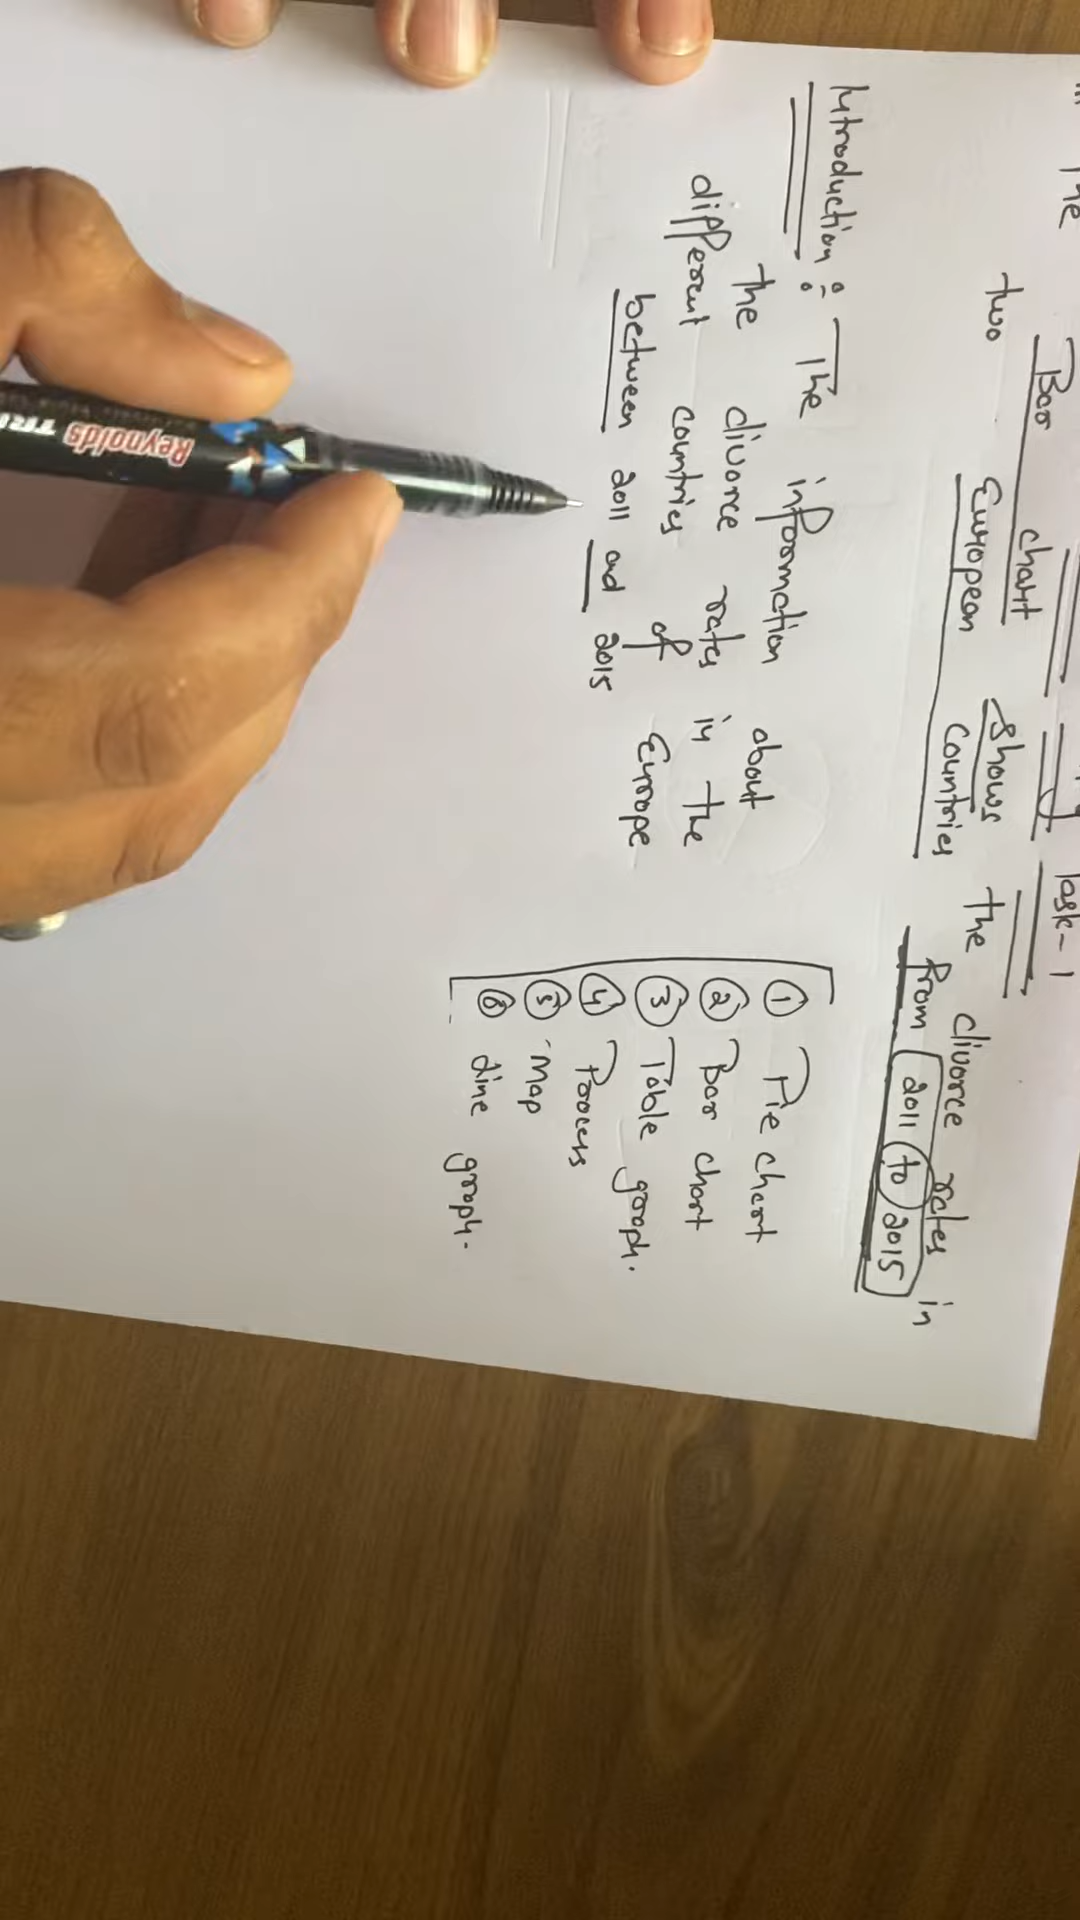 The
Task-1
Bar chart shows the divorce rates in
two European countries from 2011 to 2015
Introduction: The information about
the divorce rates in the
different countries of Europe
between 2011 and 2015
① Pie chart
② Bar chart
③ Table graph.
④ Process
⑤ Map
⑥ Line graph.
Reynolds